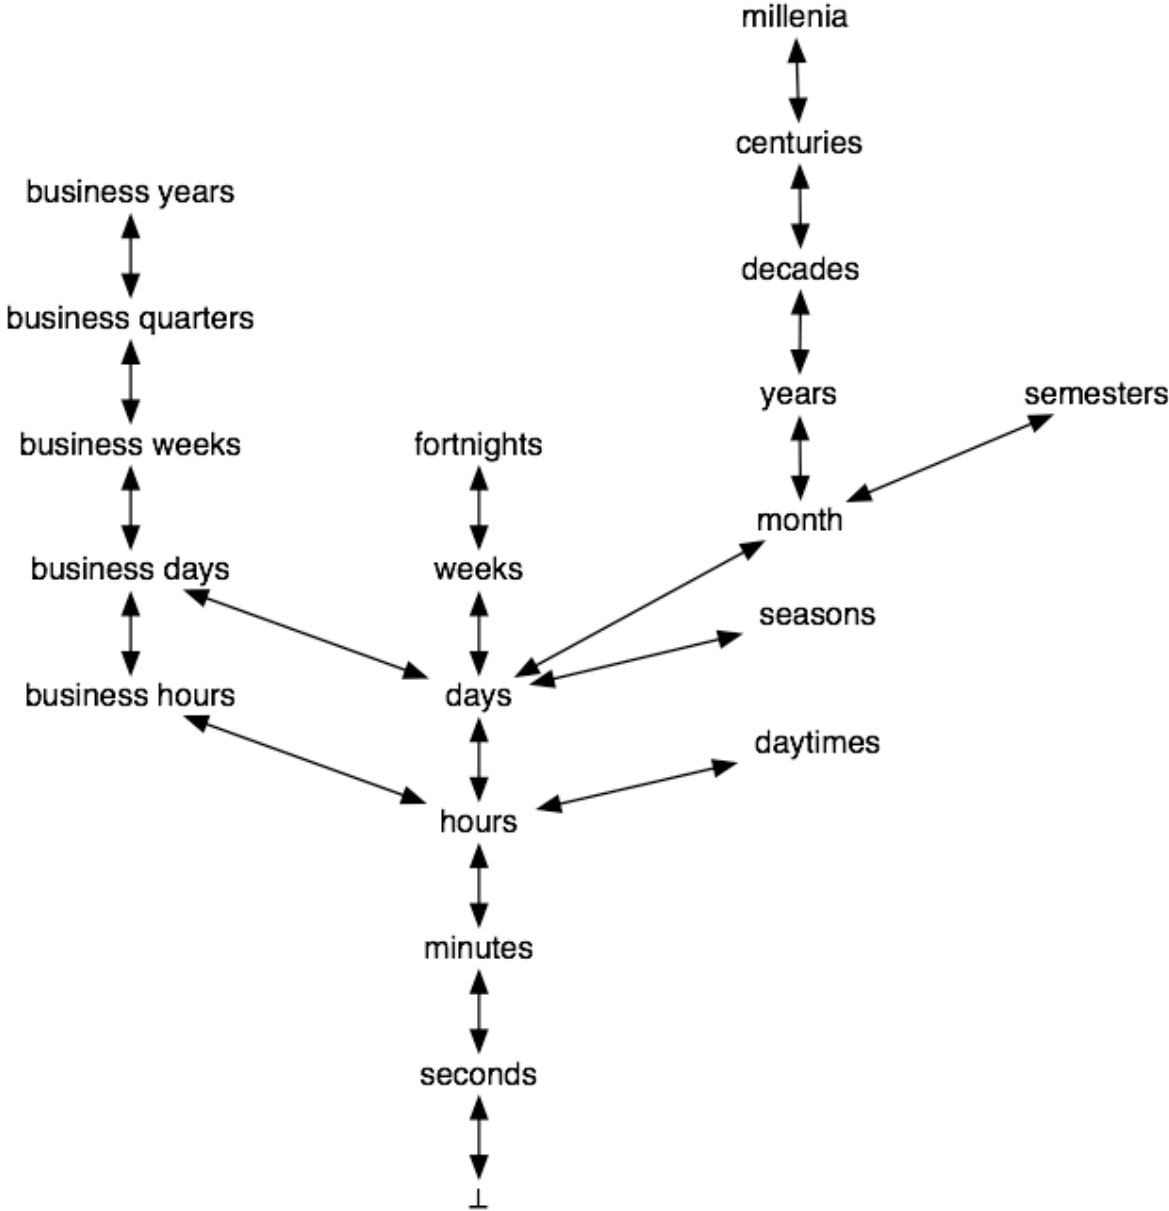 millenia
centuries
business years
decades
business quarters
years
semesters
business weeks
fortnights
month
business days
weeks
seasons
business hours
days
daytimes
hours
minutes
seconds
⊥